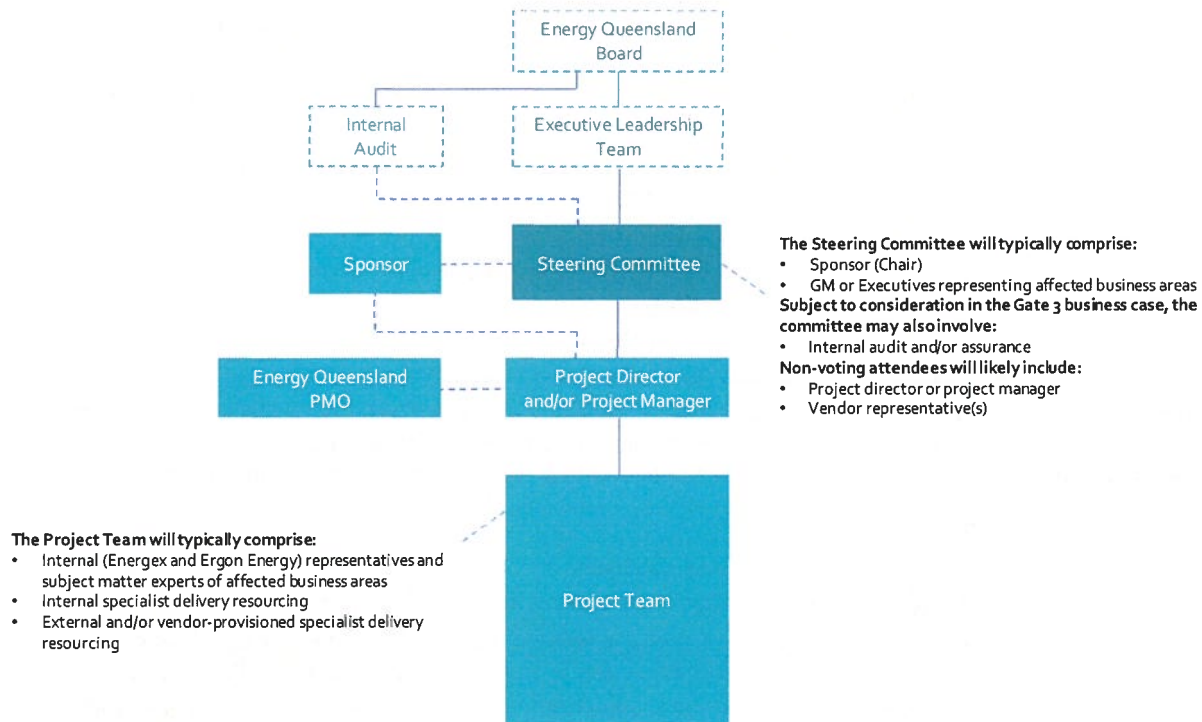 Energy Queensland
Board
Internal
Audit
Executive Leadership
Team
Sponsor
Steering Committee
The Steering Committee will typically comprise:
• Sponsor (Chair)
• GM or Executives representing affected business areas
Subject to consideration in the Gate 3 business case, the
committee may also involve:
• Internal audit and/or assurance
Non-voting attendees will likely include:
• Project director or project manager
• Vendor representative(s)
Energy Queensland
PMO
Project Director
and/or Project Manager
The Project Team will typically comprise:
• Internal (Energex and Ergon Energy) representatives and
subject matter experts of affected business areas
• Internal specialist delivery resourcing
• External and/or vendor-provisioned specialist delivery
resourcing
Project Team